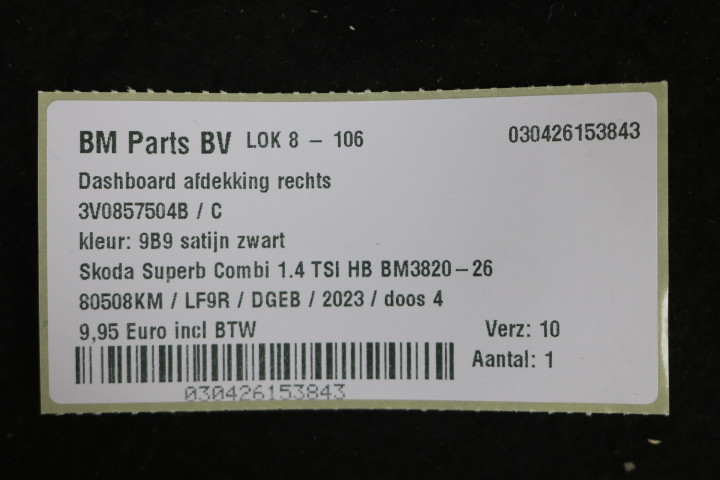 BM Parts BV LOK 8 – 106 030426153843
Dashboard afdekking rechts
3V0857504B / C
kleur: 9B9 satijn zwart
Skoda Superb Combi 1.4 TSI HB BM3820–26
80508KM / LF9R / DGEB / 2023 / doos 4
9,95 Euro incl BTW Verz: 10
Aantal: 1
030426153843